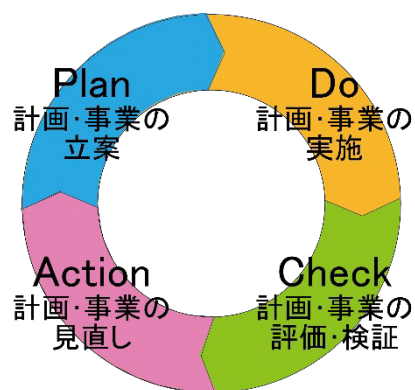 Plan
計画・事業の
立案
Do
計画・事業の
実施
Action
計画・事業の
見直し
Check
計画・事業の
評価・検証